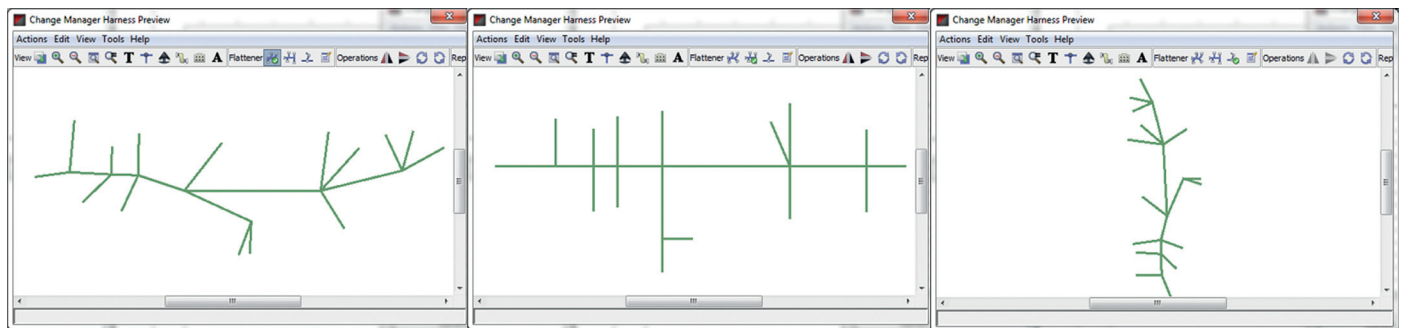 Change Manager Harness Preview
Actions Edit View Tools Help
View T A Flattener Operations Rep
Change Manager Harness Preview
Actions Edit View Tools Help
View T A Flattener Operations Rep
Change Manager Harness Preview
Actions Edit View Tools Help
View T A Flattener Operations Rep